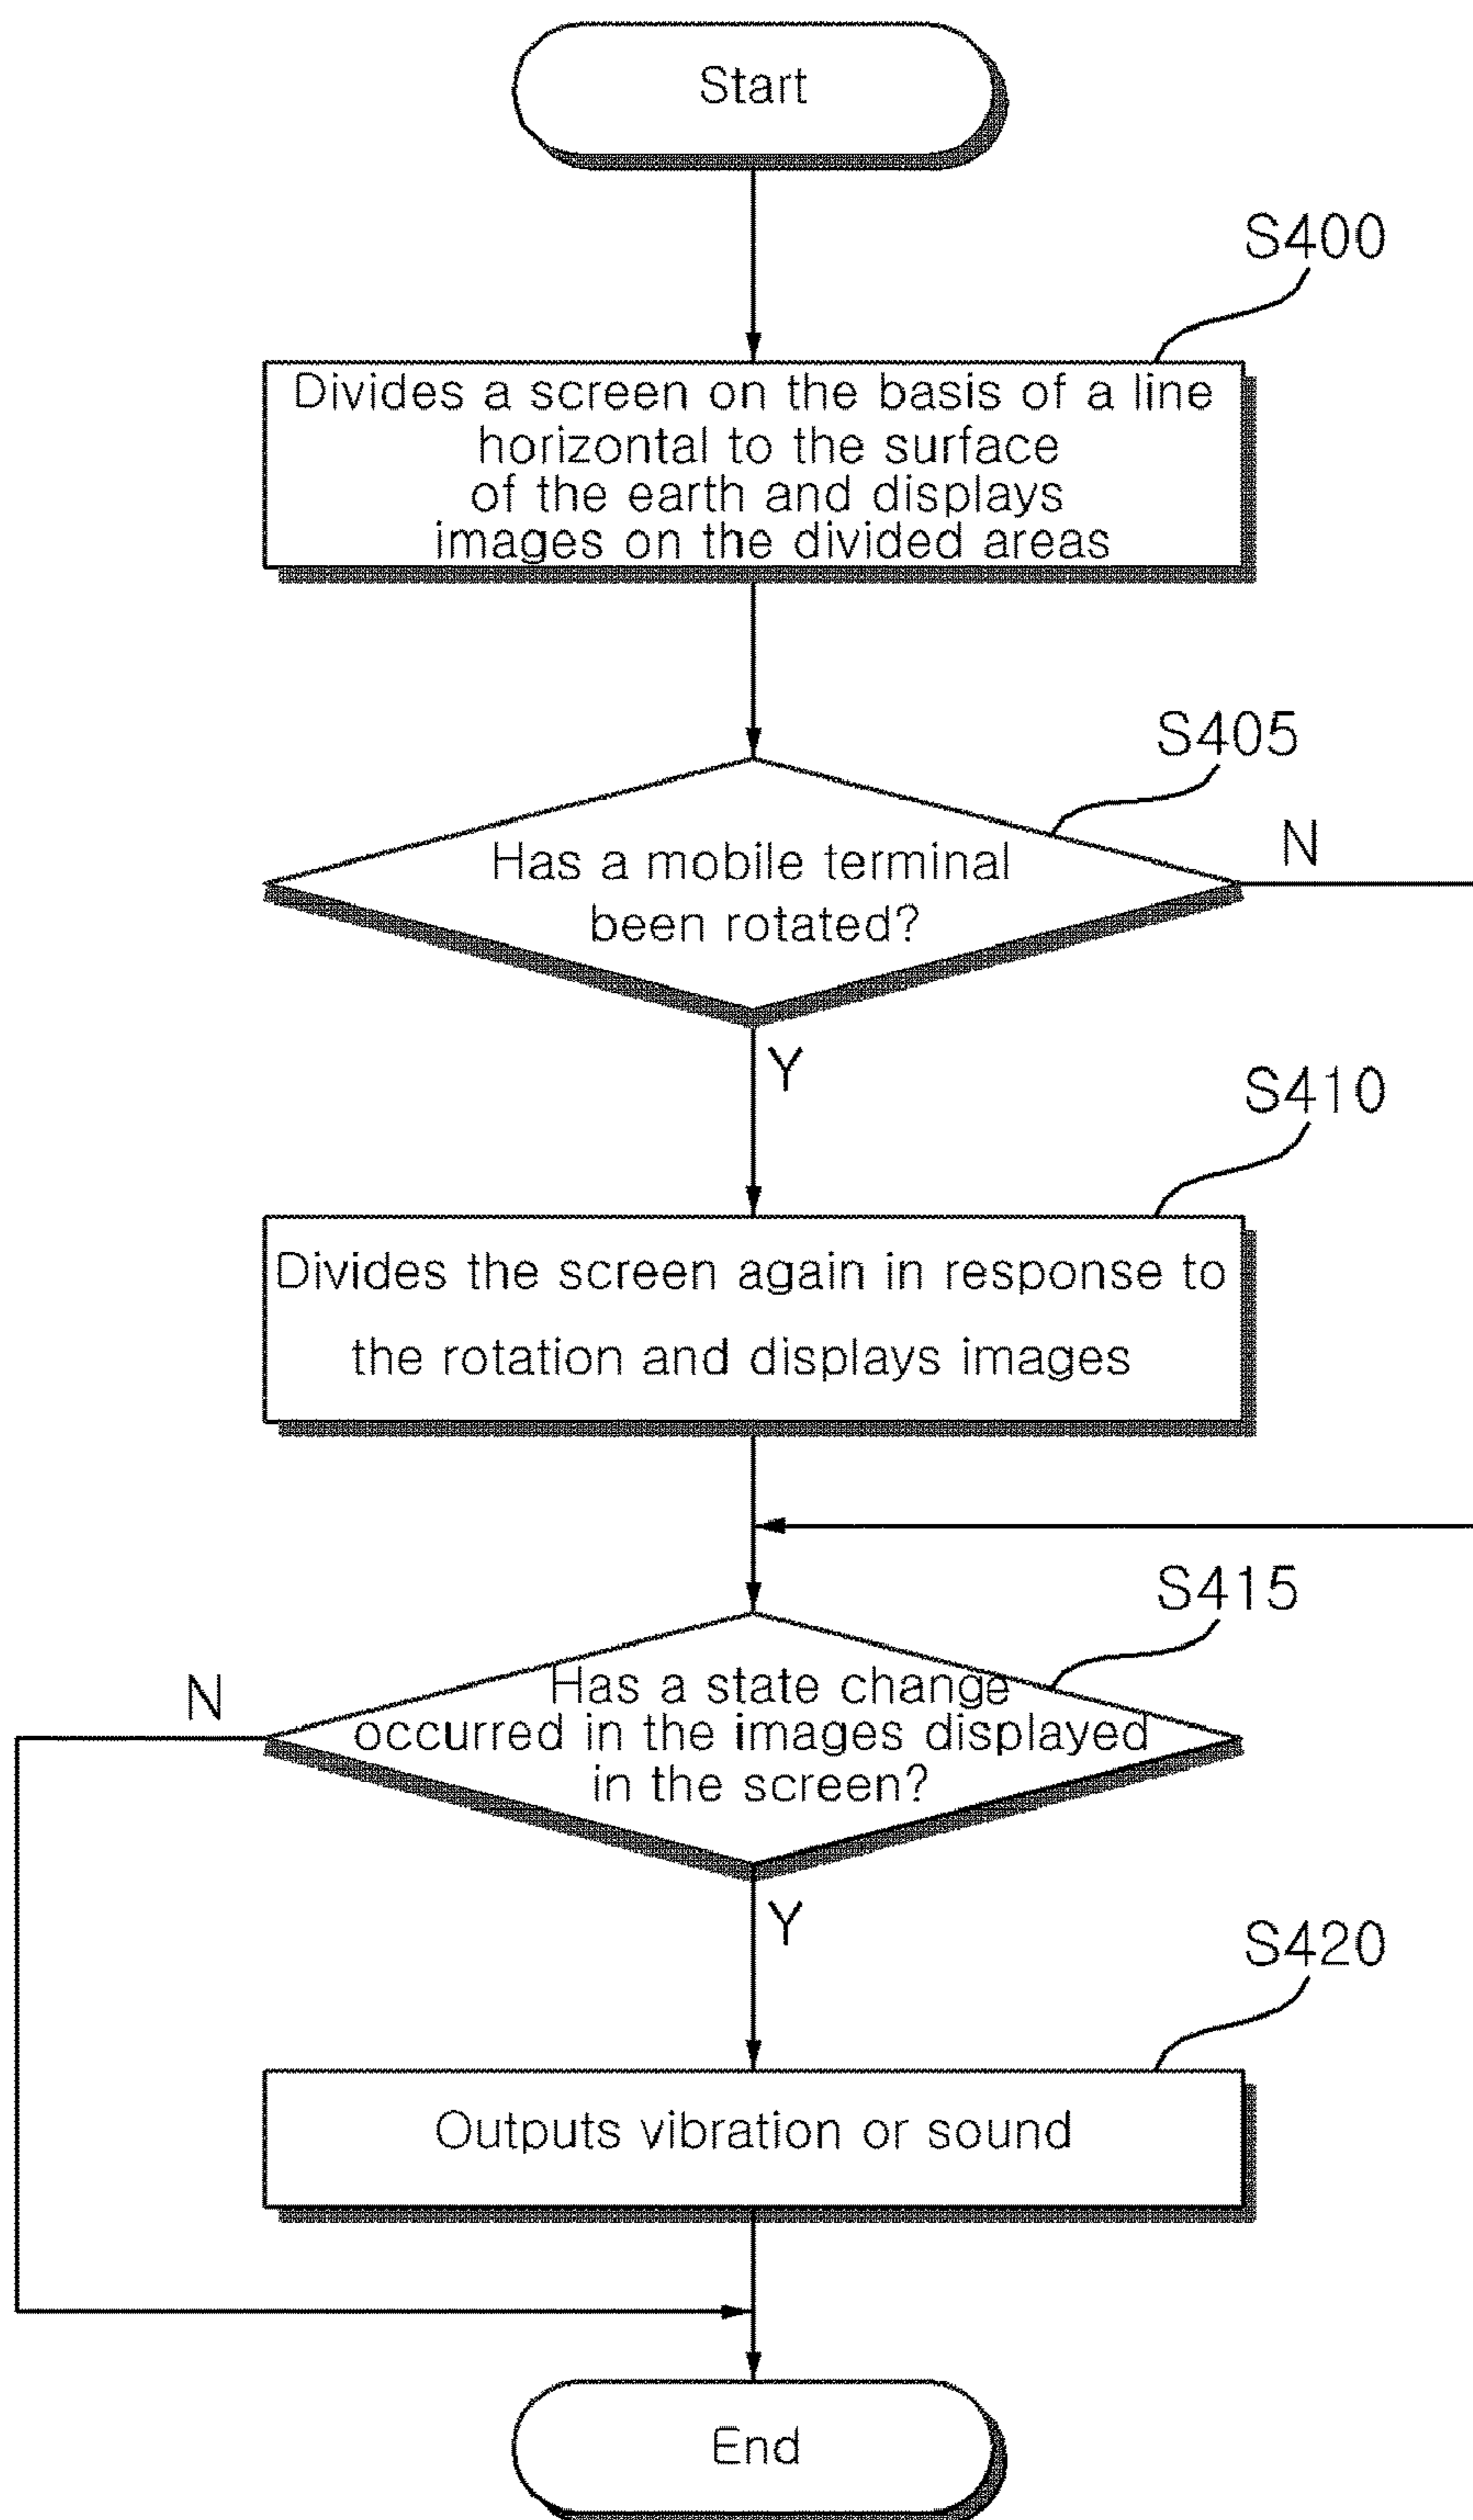 Start
S400
Divides a screen on the basis of a line
horizontal to the surface
of the earth and displays
images on the divided areas
S405
Has a mobile terminal
been rotated?
N
Y
S410
Divides the screen again in response to
the rotation and displays images
S415
Has a state change
occurred in the images displayed
in the screen?
N
Y
S420
Outputs vibration or sound
End